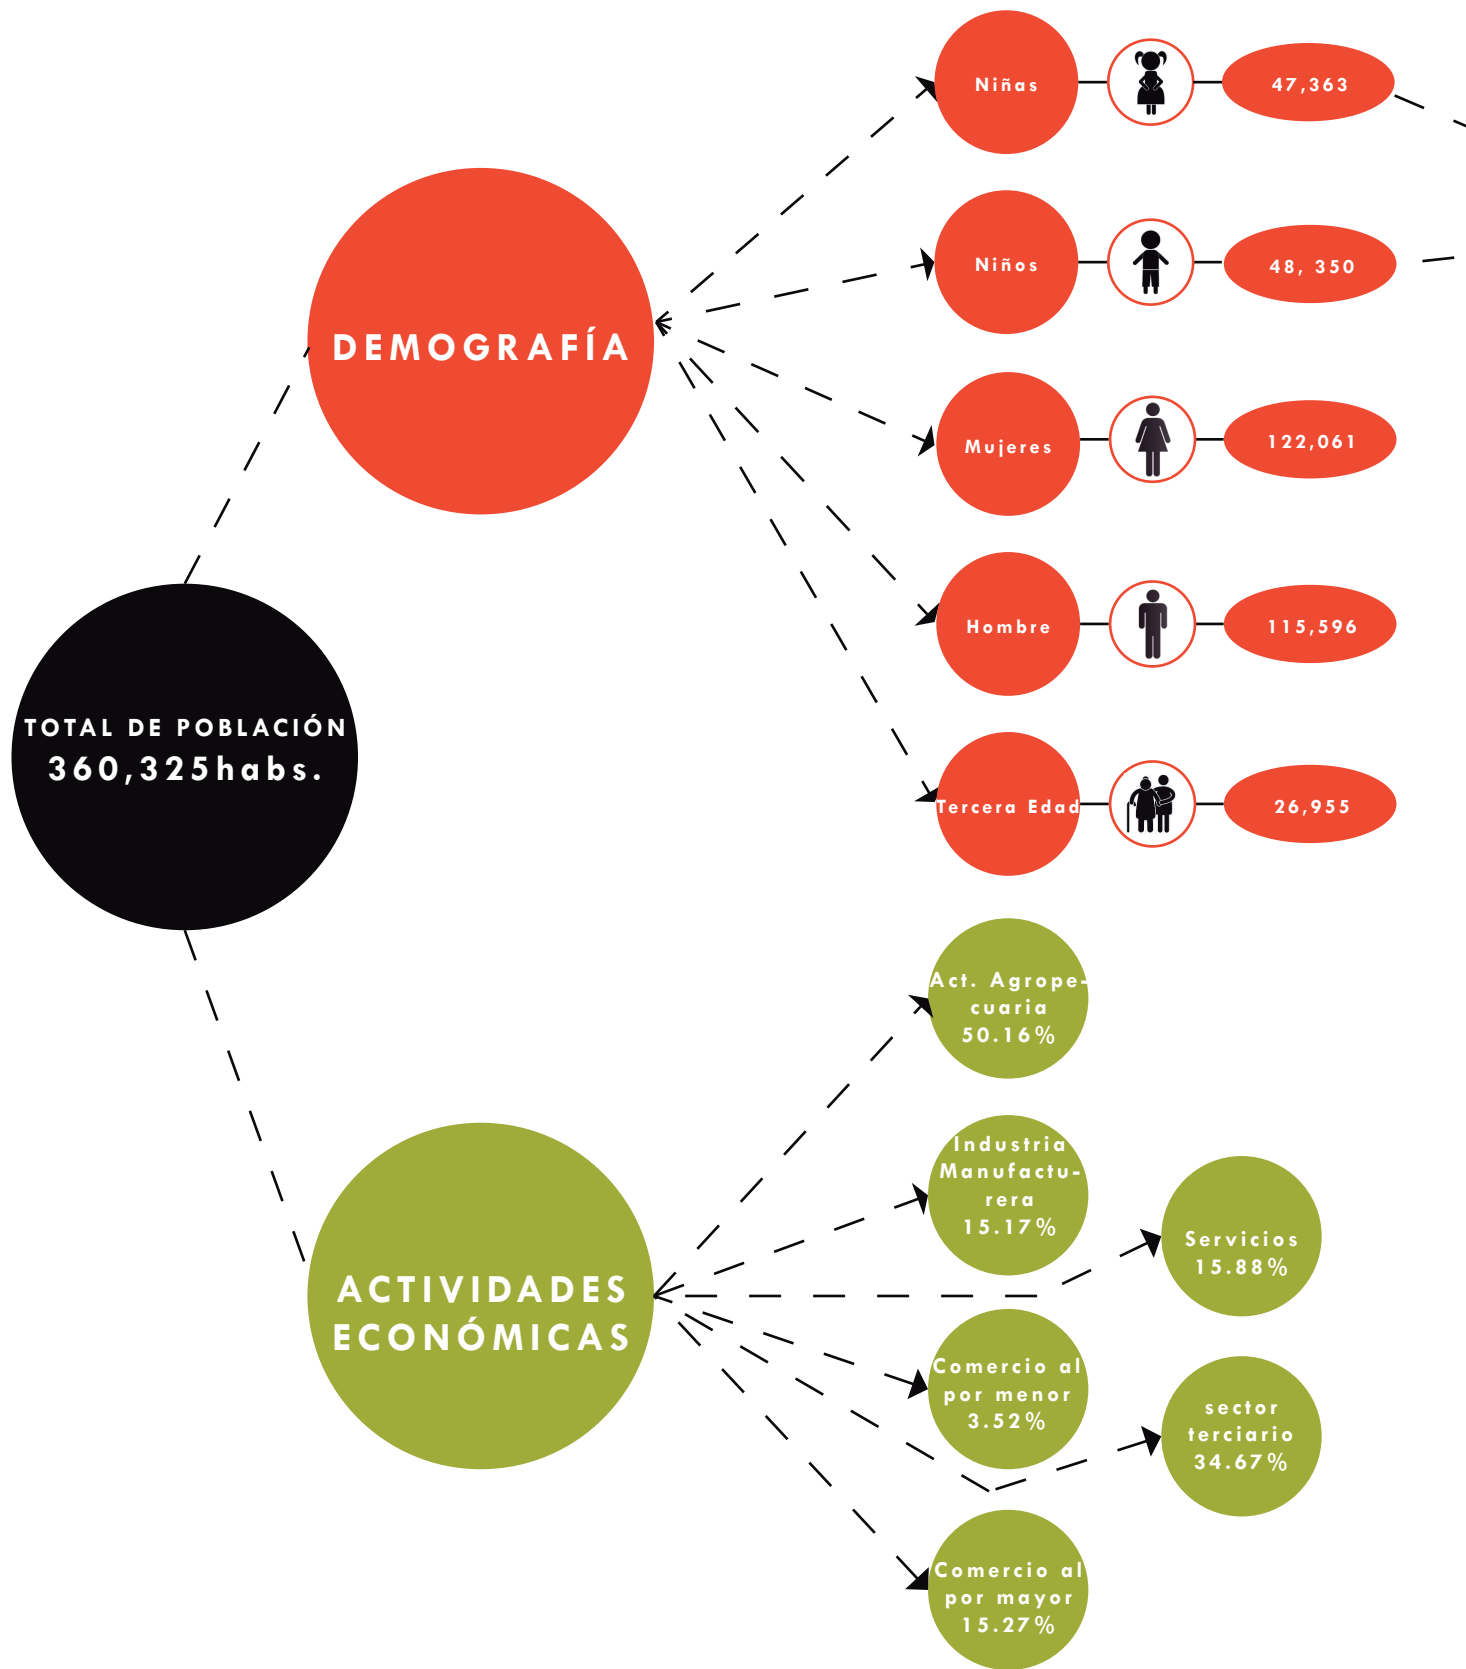 Niñas
47,363
Niños
48, 350
DEMOGRAFÍA
Mujeres
122,061
Hombre
115,596
TOTAL DE POBLACIÓN
360,325habs.
Tercera Edad
26,955
Act. Agrope-
cuaria
50.16%
Industria
Manufactu-
rera
15.17%
Servicios
15.88%
ACTIVIDADES
ECONÓMICAS
Comercio al
por menor
3.52%
sector
terciario
34.67%
Comercio al
por mayor
15.27%